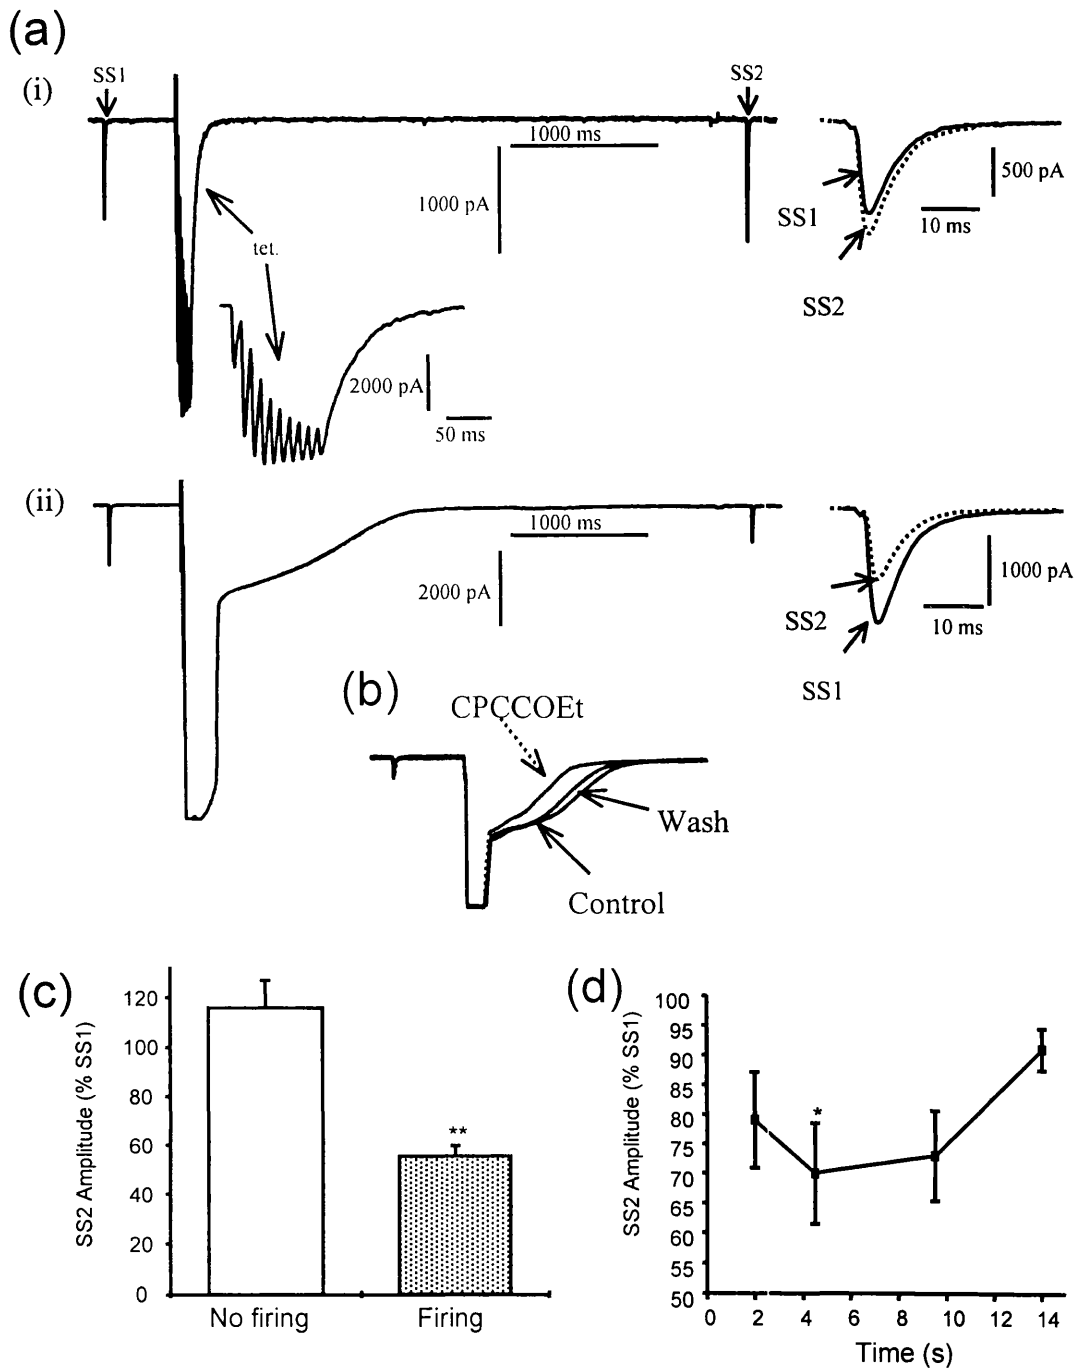 (a)
(i)
SS1
SS2
1000 ms
1000 pA
tet.
2000 pA
50 ms
SS1
SS2
500 pA
10 ms
(ii)
1000 ms
2000 pA
SS2
SS1
1000 pA
10 ms
(b)
CPCCOEt
Wash
Control
(c)
SS2 Amplitude (% SS1)
120
100
80
60
40
20
0
**
No firing
Firing
(d)
SS2 Amplitude (% SS1)
100
95
90
85
80
75
70
65
60
55
50
*
0 2 4 6 8 10 12 14
Time (s)